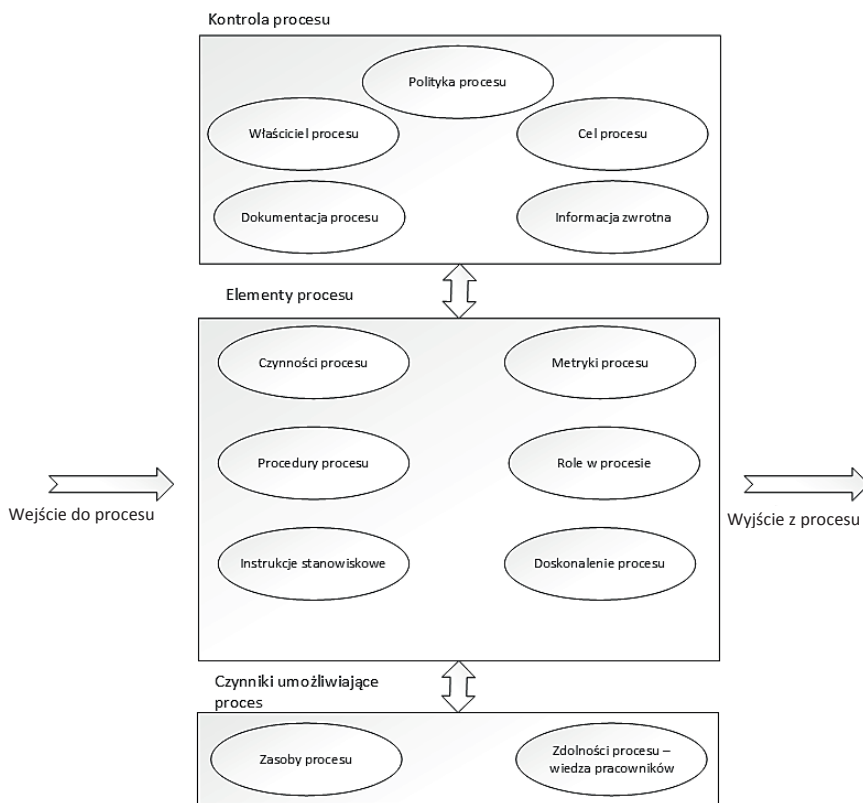 Kontrola procesu
Polityka procesu
Właściciel procesu
Cel procesu
Dokumentacja procesu
Informacja zwrotna
Elementy procesu
Czynności procesu
Metryki procesu
Procedury procesu
Role w procesie
Wejście do procesu
Wyjście z procesu
Instrukcje stanowiskowe
Doskonalenie procesu
Czynniki umożliwiające
proces
Zasoby procesu
Zdolności procesu –
wiedza pracowników